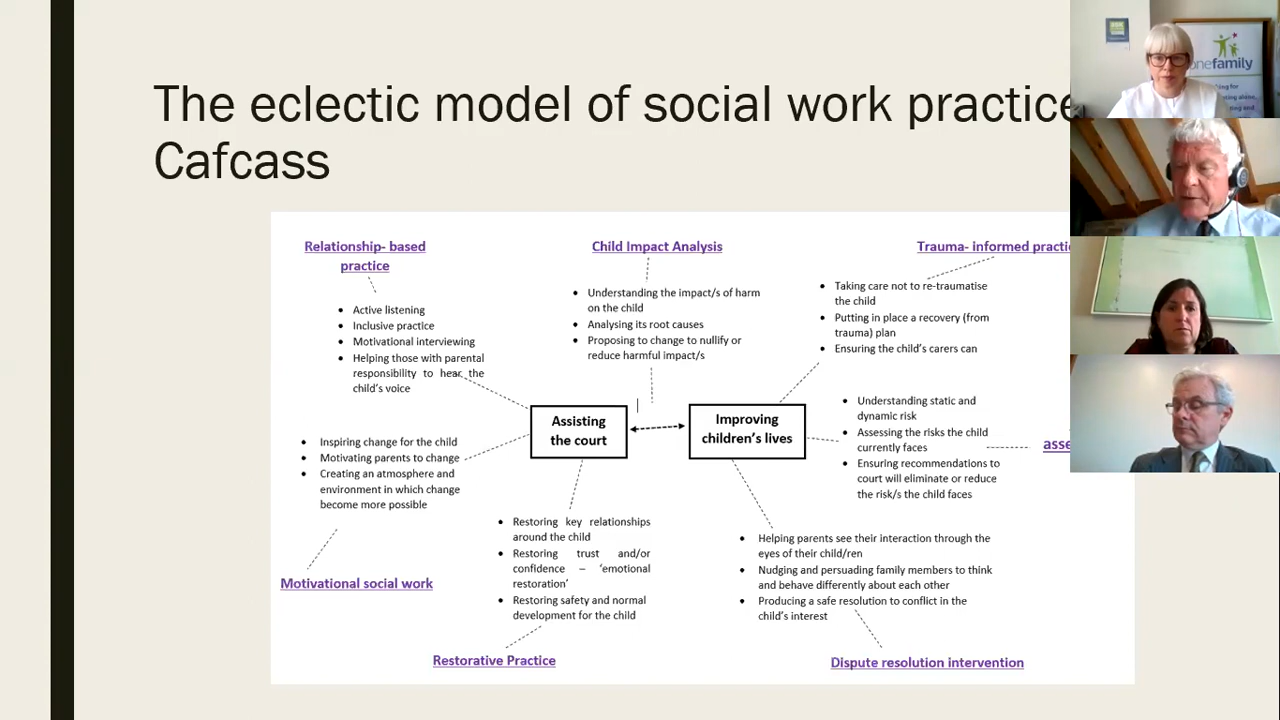 The eclectic model of social work practice
Cafcass
Relationship- based
practice
Active listening
Inclusive practice
Motivational interviewing
Helping those with parental
responsibility to hear the
child's voice
Child Impact Analysis
Understanding the impact/s of harm
on the child
Analysing its root causes
Proposing to change to nullify or
reduce harmful impact/s
Trauma- informed
Taking care not to re-traumatise
the child
Putting in place a recovery (from
trauma) plan
Ensuring the child's carers can
Assisting
the court
Improving
children's lives
Understanding static and
dynamic risk
Assessing the risks the child
currently faces
Ensuring recommendations to
court will eliminate or reduce
the risk/s the child faces
Inspiring change for the child
Motivating parents to change
Creating an atmosphere and
environment in which change
become more possible
Motivational social work
Restoring key relationships
around the child
Restoring trust and/or
confidence – 'emotional
restoration'
Restoring safety and normal
development for the child
Restorative Practice
Helping parents see their interaction through the
eyes of their child/ren
Nudging and persuading family members to think
and behave differently about each other
Producing a safe resolution to conflict in the
child's interest
Dispute resolution intervention
onefamily